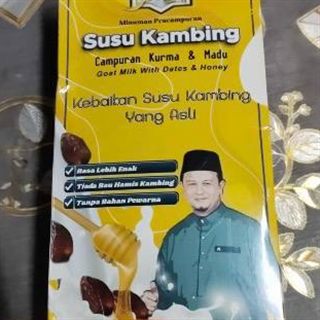 Minuman Pracampuran
Susu Kambing
Campuran Kurma & Madu
Goat Milk With Dates & Honey
Kebaikan Susu Kambing
Yang Asli
Rasa Lebih Enak
Tiada Bau Hamis Kambing
Tanpa Bahan Pewarna